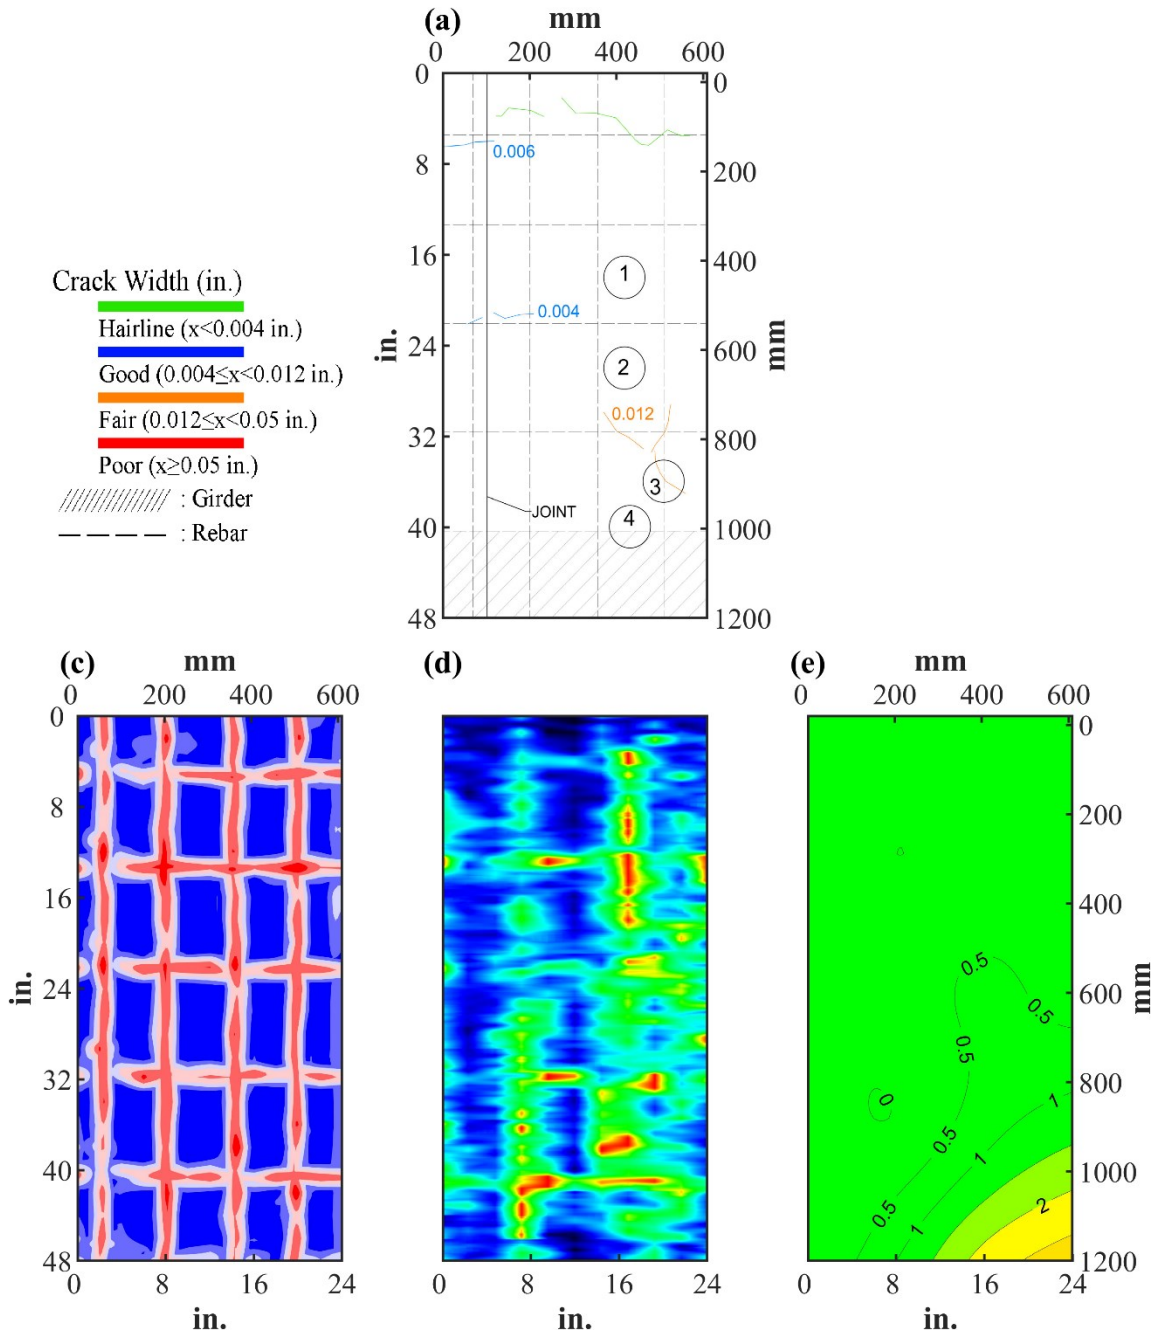 (a)
mm
0 200 400 600
0
8
16
24
32
40
48
in.
0
200
400
600
800
1000
1200
mm
0.006
0.004
0.012
1
2
3
4
JOINT
Crack Width (in.)
Hairline (x<0.004 in.)
Good (0.004≤x<0.012 in.)
Fair (0.012≤x<0.05 in.)
Poor (x≥0.05 in.)
: Girder
: Rebar
(c)
mm
0 200 400 600
0
8
16
24
32
40
48
in.
0 8 16 24
in.
(d)
0 8 16 24
in.
(e)
mm
0 200 400 600
0
200
400
600
800
1000
1200
mm
0.5
0.5
0.5
0
1
0.5
1
2
0.5
1
0 8 16 24
in.